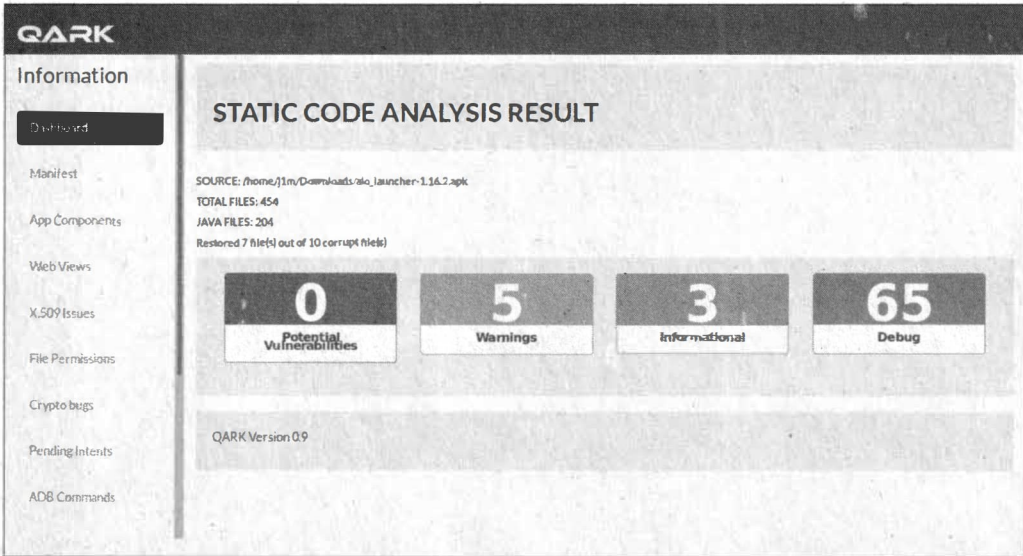 QARK
Information
Dashboard
Manifest
App Components
Web Views
X.509 Issues
File Permissions
Crypto bugs
Pending Intents
ADB Commands
STATIC CODE ANALYSIS RESULT
SOURCE: /home/j1m/Downloads/alo_launcher-1.16.2.apk
TOTAL FILES: 454
JAVA FILES: 204
Restored 7 file(s) out of 10 corrupt file(s)
0
Potential
Vulnerabilities
5
Warnings
3
Informational
65
Debug
QARK Version 0.9